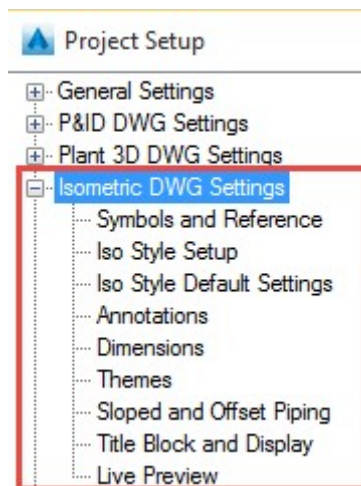 Project Setup
General Settings
P&ID DWG Settings
Plant 3D DWG Settings
Isometric DWG Settings
Symbols and Reference
Iso Style Setup
Iso Style Default Settings
Annotations
Dimensions
Themes
Sloped and Offset Piping
Title Block and Display
Live Preview